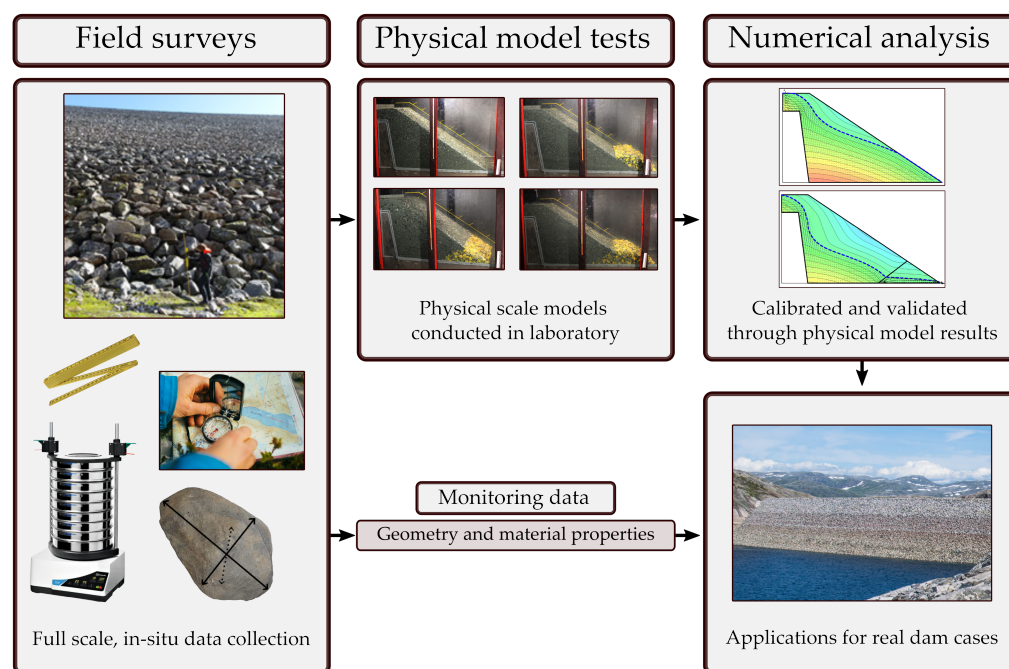 Field surveys
Physical model tests
Numerical analysis
Physical scale models
conducted in laboratory
Calibrated and validated
through physical model results
Monitoring data
Geometry and material properties
Full scale, in-situ data collection
Applications for real dam cases